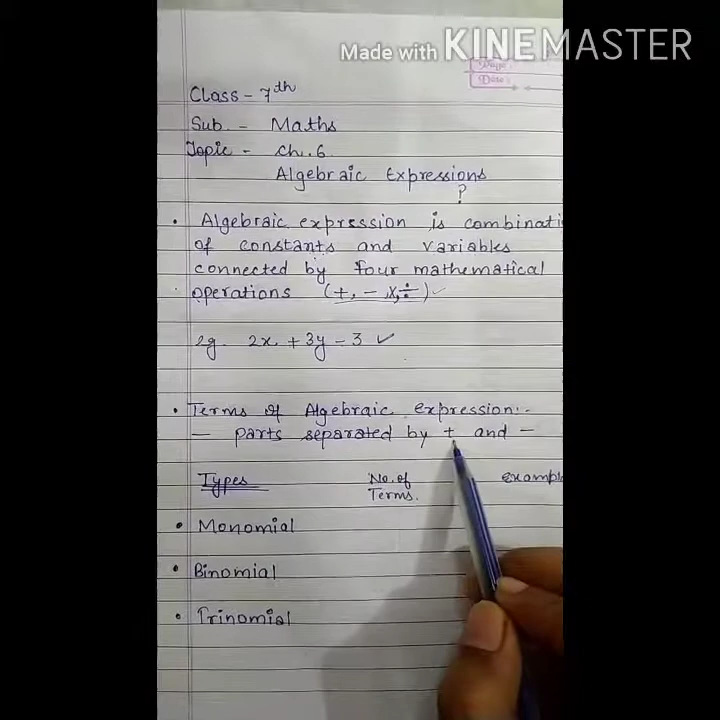 Made with KINEMASTER
Page:
Date:
Class - 7th
Sub. - Maths
Topic - Ch. 6
Algebraic Expressions
?
• Algebraic expression is combinati
of constants and variables
connected by four mathematical
operations (+, -, x, ÷) ✓
eg. 2x + 3y - 3 ✓
• Terms of Algebraic expression:-
- parts separated by + and -
Types No. of Terms. exampl
• Monomial
• Binomial
• Trinomial